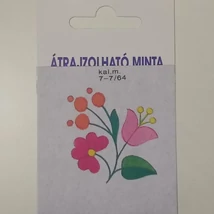 ÁTRAJZOLHATÓ MINTA
kal.m.
7-7/64